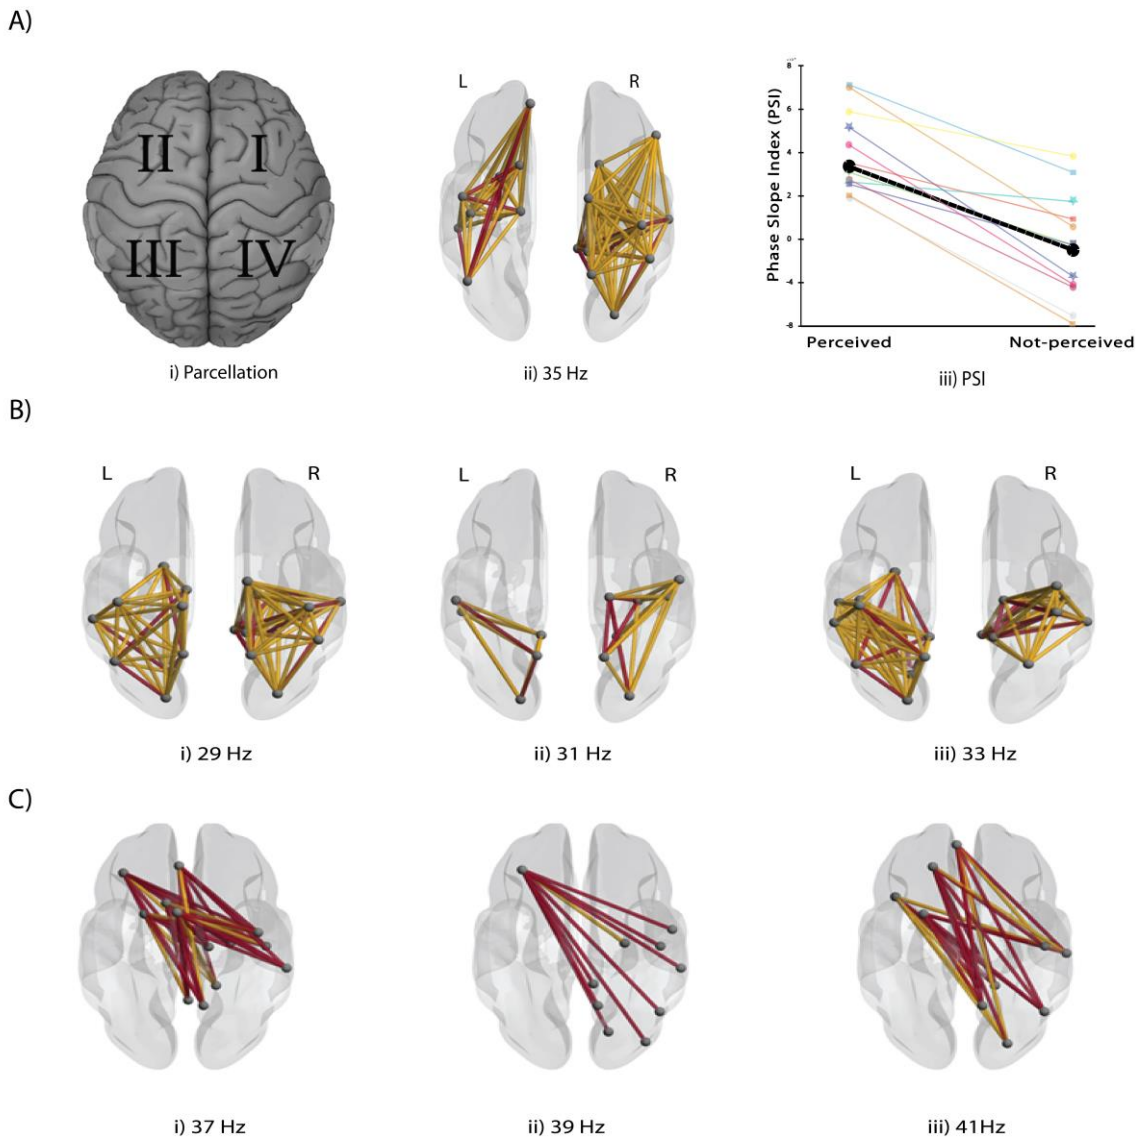 A)
II I
III IV
i) Parcellation
L R
ii) 35 Hz
Phase Slope Index (PSI)
8
6
4
2
0
-4
-8
Perceived Not-perceived
iii) PSI
B)
L R
i) 29 Hz
L R
ii) 31 Hz
L R
iii) 33 Hz
C)
i) 37 Hz
ii) 39 Hz
iii) 41Hz